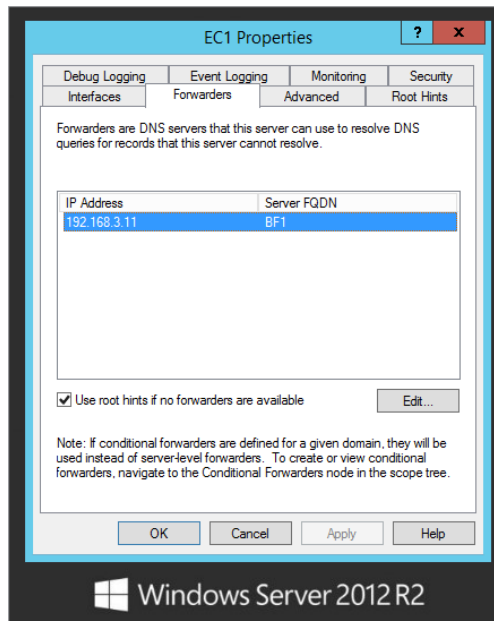 EC1 Properties
? x
Debug Logging Event Logging Monitoring Security
Interfaces Forwarders Advanced Root Hints
Forwarders are DNS servers that this server can use to resolve DNS
queries for records that this server cannot resolve.
IP Address Server FQDN
192.168.3.11 BF1
Use root hints if no forwarders are available Edit...
Note: If conditional forwarders are defined for a given domain, they will be
used instead of server-level forwarders. To create or view conditional
forwarders, navigate to the Conditional Forwarders node in the scope tree.
OK Cancel Apply Help
Windows Server 2012 R2